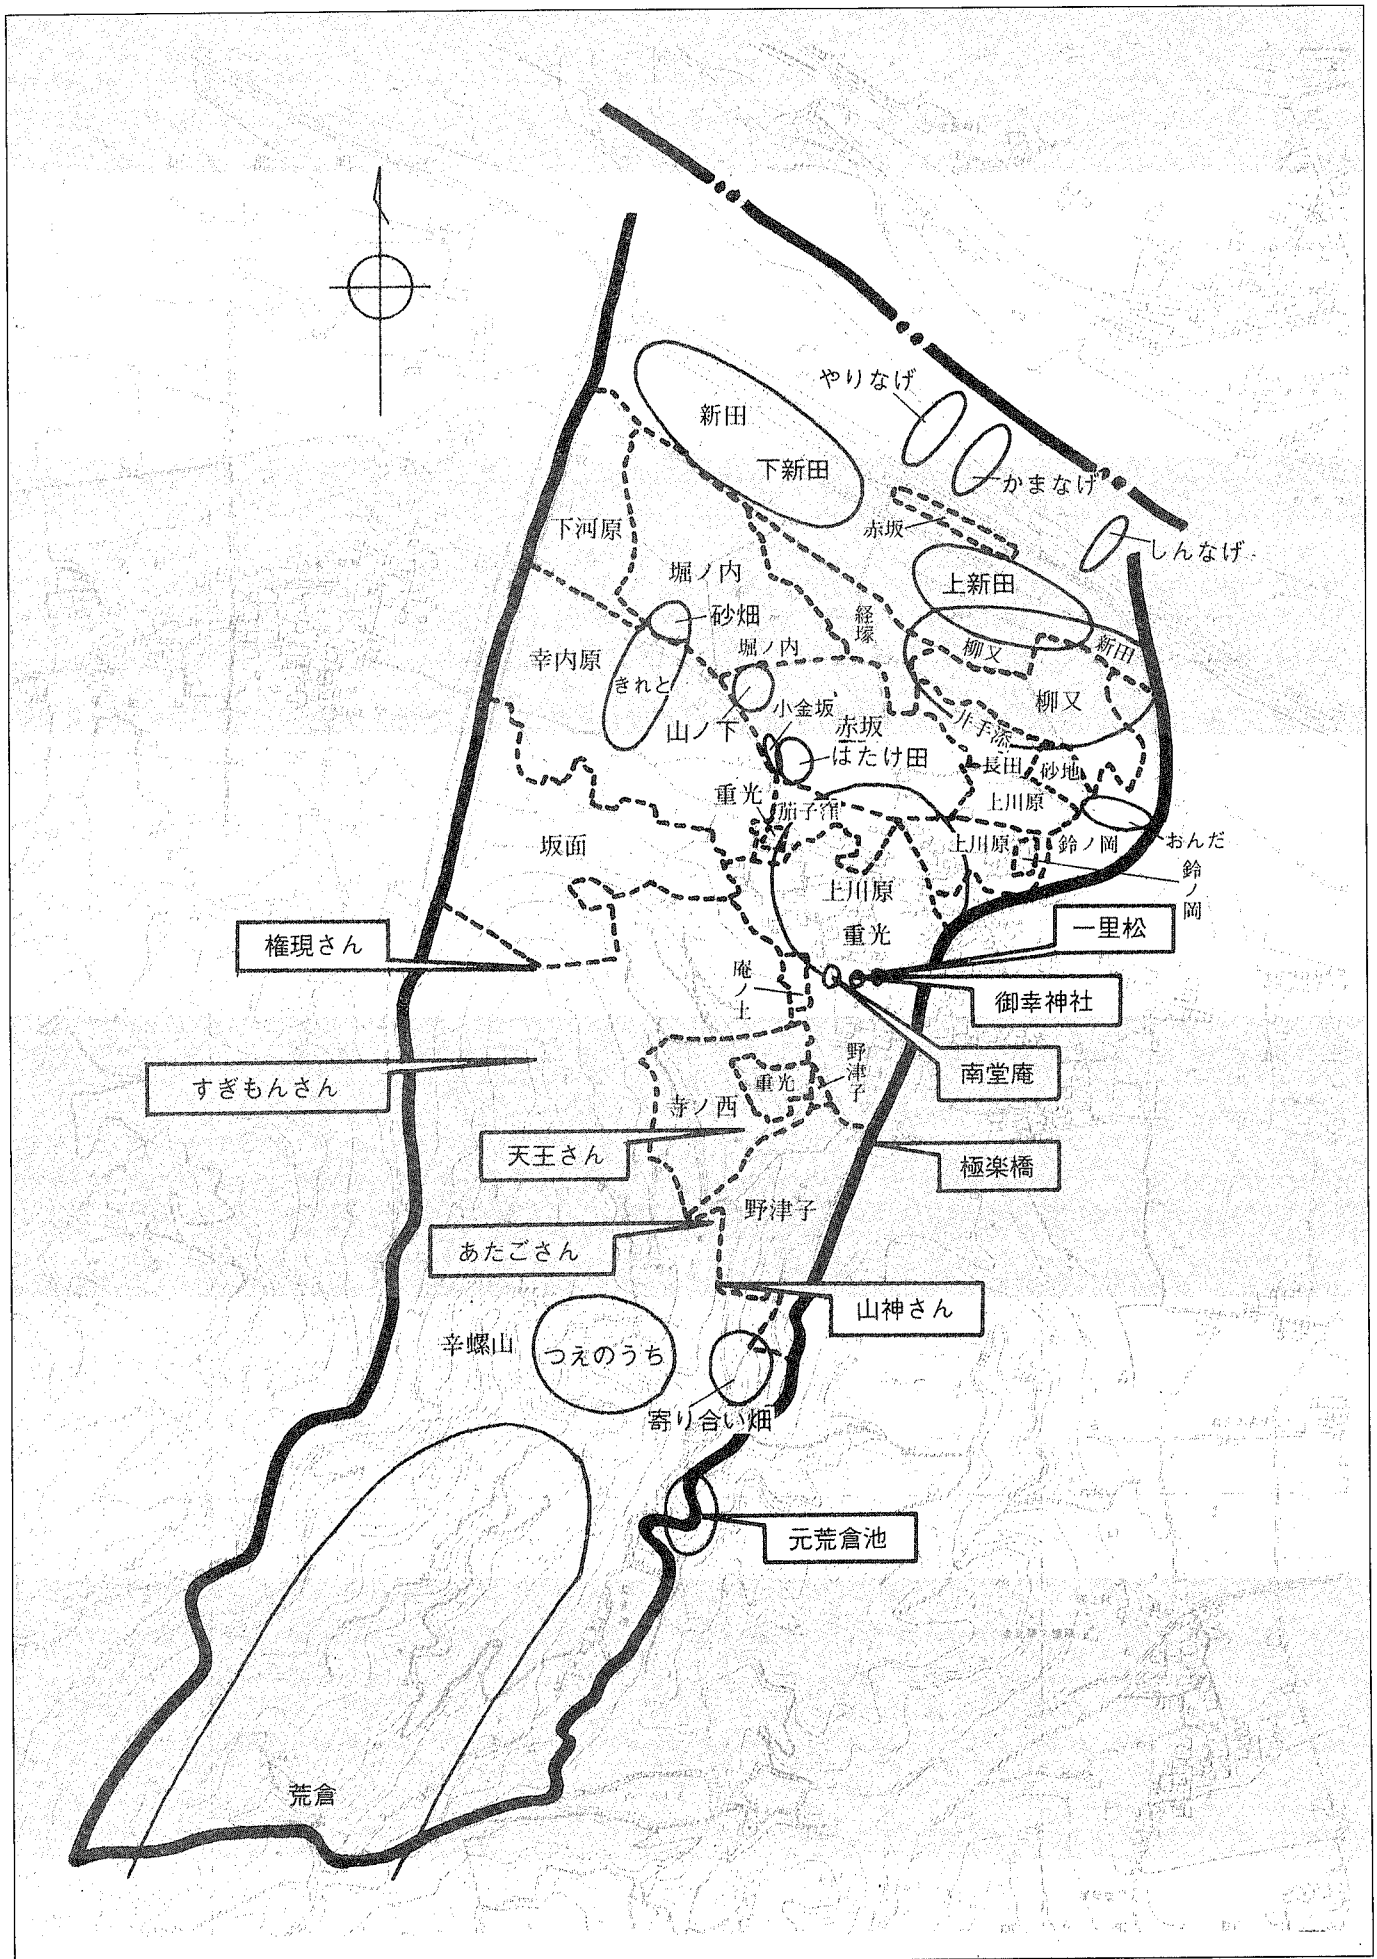 やりなげ
新田
下新田
かまなげ
下河原
赤坂
しんなげ
堀ノ内
上新田
砂畑
経塚
堀ノ内
柳又
新田
幸内原
きれと
柳又
山ノ下
小金坂
赤坂
井手添
はたけ田
長田
砂地
重光
茄子窪
上川原
坂面
上川原
鈴ノ岡
おんだ
鈴ノ岡
上川原
重光
権現さん
一里松
庵ノ上
御幸神社
すぎもんさん
野津子
南堂庵
重光
寺ノ西
天王さん
極楽橋
野津子
あたごさん
山神さん
辛螺山
つえのうち
寄り合い畑
元荒倉池
荒倉